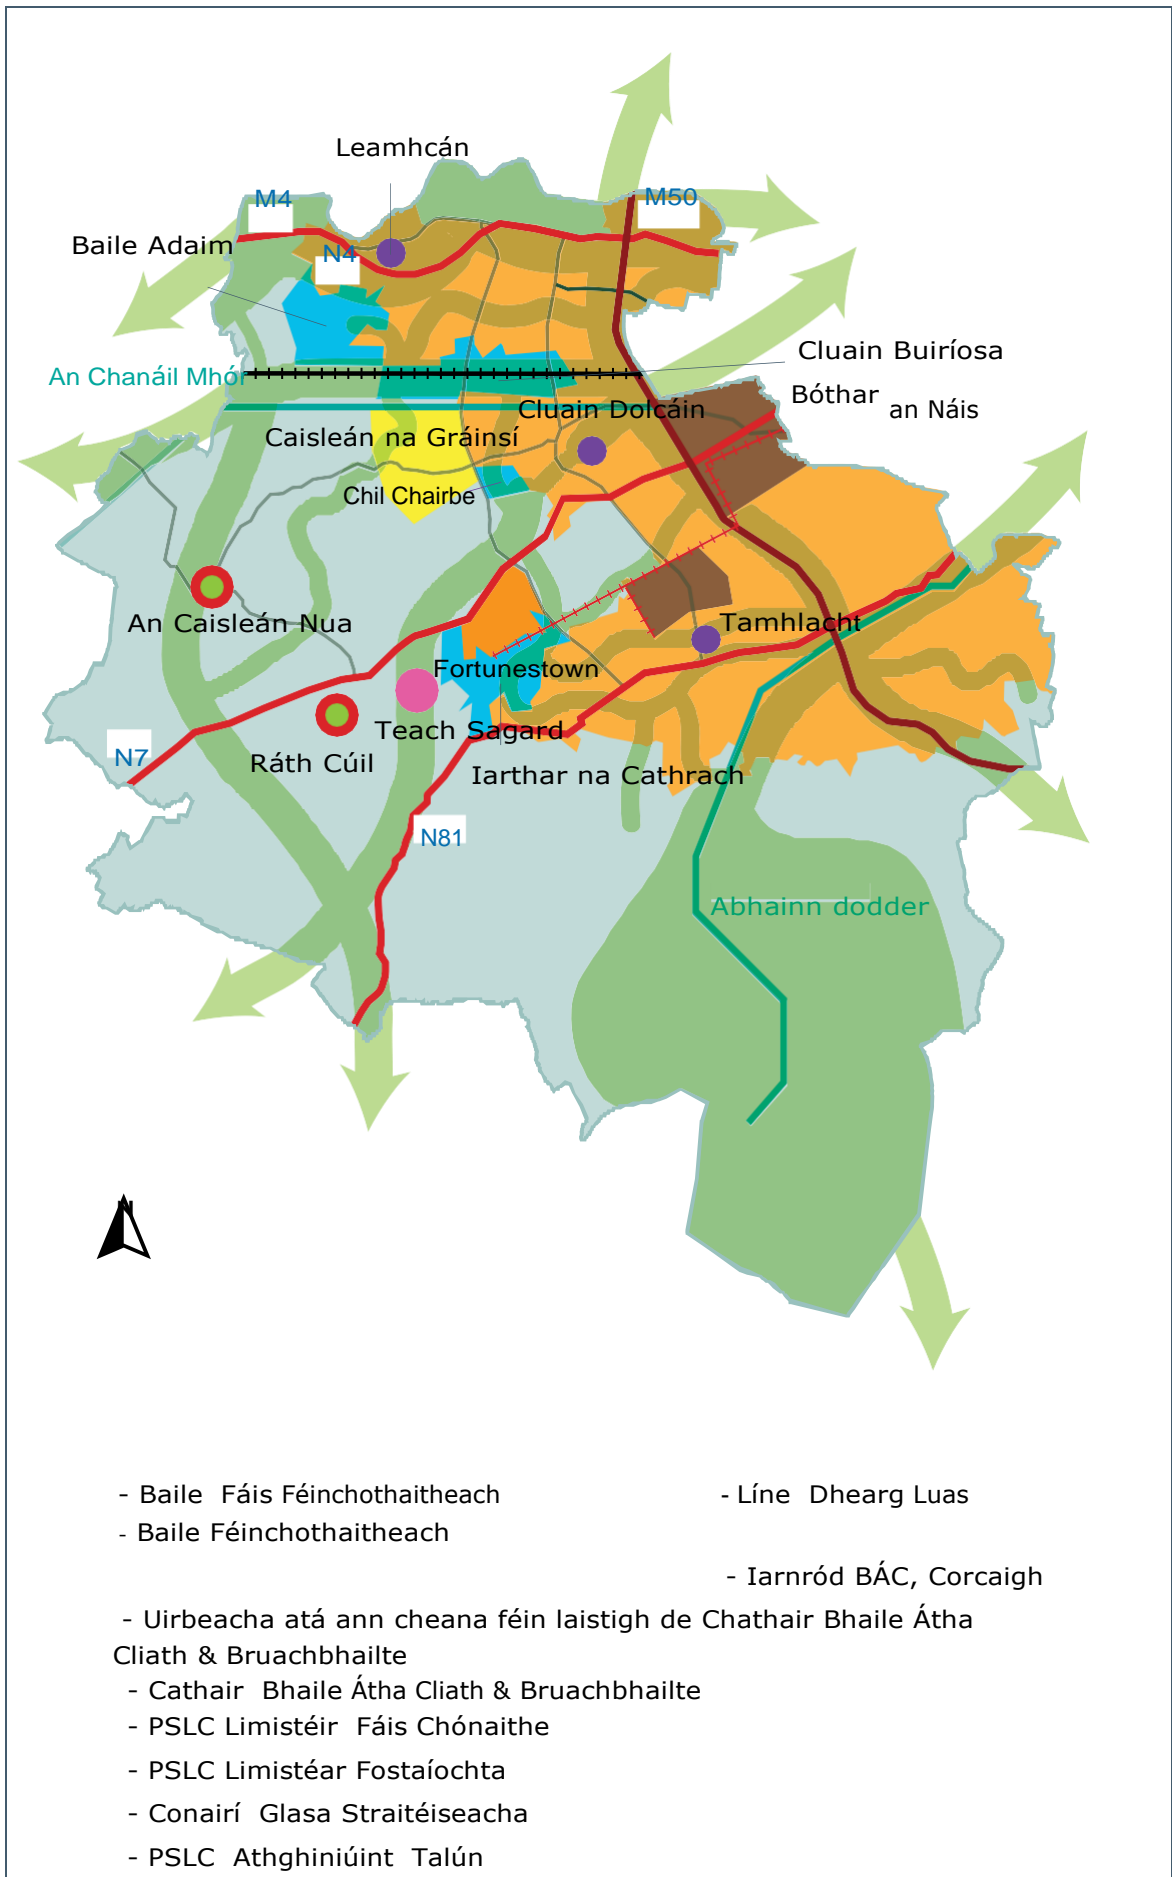 Leamhcán
M4
M50
Baile Adaim
N4
Cluain Buiríosa
An Chanáil Mhór
Bóthar an Náis
Cluain Dolcáin
Caisleán na Gráinsí
Chil Chairbe
An Caisleán Nua
Tamhlacht
Fortunestown
Teach Sagard
N7
Ráth Cúil
Iarthar na Cathrach
N81
Abhainn dodder
- Baile Fáis Féinchothaitheach
- Líne Dhearg Luas
- Baile Féinchothaitheach
- Iarnród BÁC, Corcaigh
- Uirbeacha atá ann cheana féin laistigh de Chathair Bhaile Átha
Cliath & Bruachbhailte
- Cathair Bhaile Átha Cliath & Bruachbhailte
- PSLC Limistéir Fáis Chónaithe
- PSLC Limistéar Fostaíochta
- Conairí Glasa Straitéiseacha
- PSLC Athghiniúint Talún